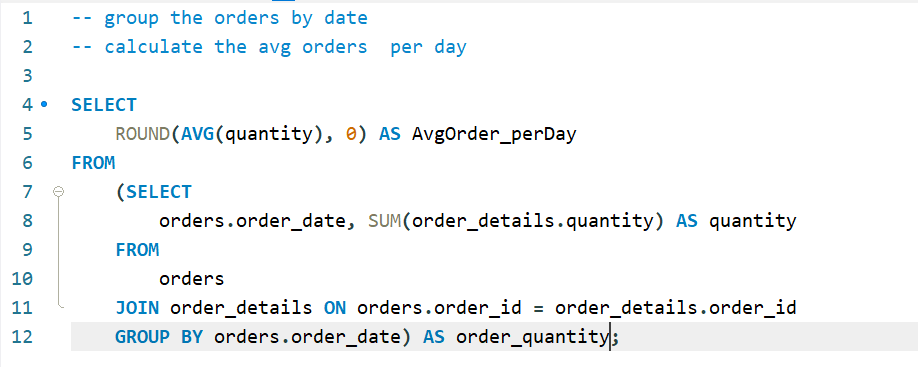 1 -- group the orders by date
2 -- calculate the avg orders  per day
3
4 SELECT
5     ROUND(AVG(quantity), 0) AS AvgOrder_perDay
6 FROM
7     (SELECT
8         orders.order_date, SUM(order_details.quantity) AS quantity
9     FROM
10         orders
11     JOIN order_details ON orders.order_id = order_details.order_id
12     GROUP BY orders.order_date) AS order_quantity;